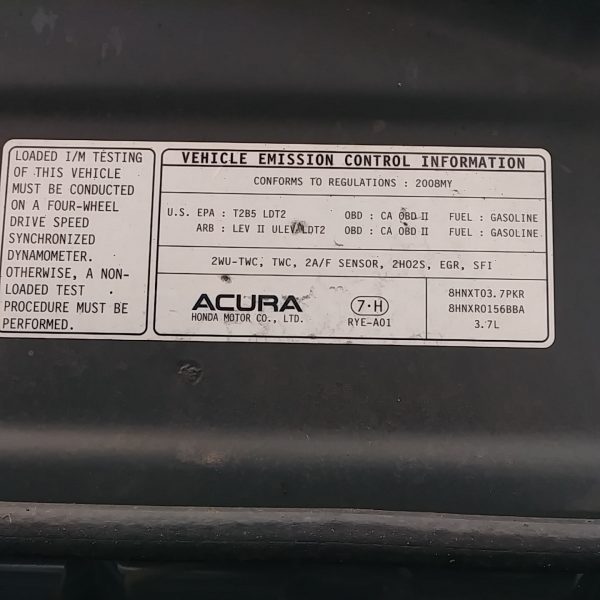 LOADED I/M TESTING
OF THIS VEHICLE
MUST BE CONDUCTED
ON A FOUR-WHEEL
DRIVE SPEED
SYNCHRONIZED
DYNAMOMETER.
OTHERWISE, A NON-
LOADED TEST
PROCEDURE MUST BE
PERFORMED.
VEHICLE EMISSION CONTROL INFORMATION
CONFORMS TO REGULATIONS : 2008MY
U.S. EPA : T2B5 LDT2 OBD : CA OBD II FUEL : GASOLINE
ARB : LEV II ULEV LDT2 OBD : CA OBD II FUEL : GASOLINE
2WU-TWC, TWC, 2A/F SENSOR, 2HO2S, EGR, SFI
ACURA
HONDA MOTOR CO., LTD.
7·H
RYE-A01
8HNXT03.7PKR
8HNXR0156BBA
3.7L